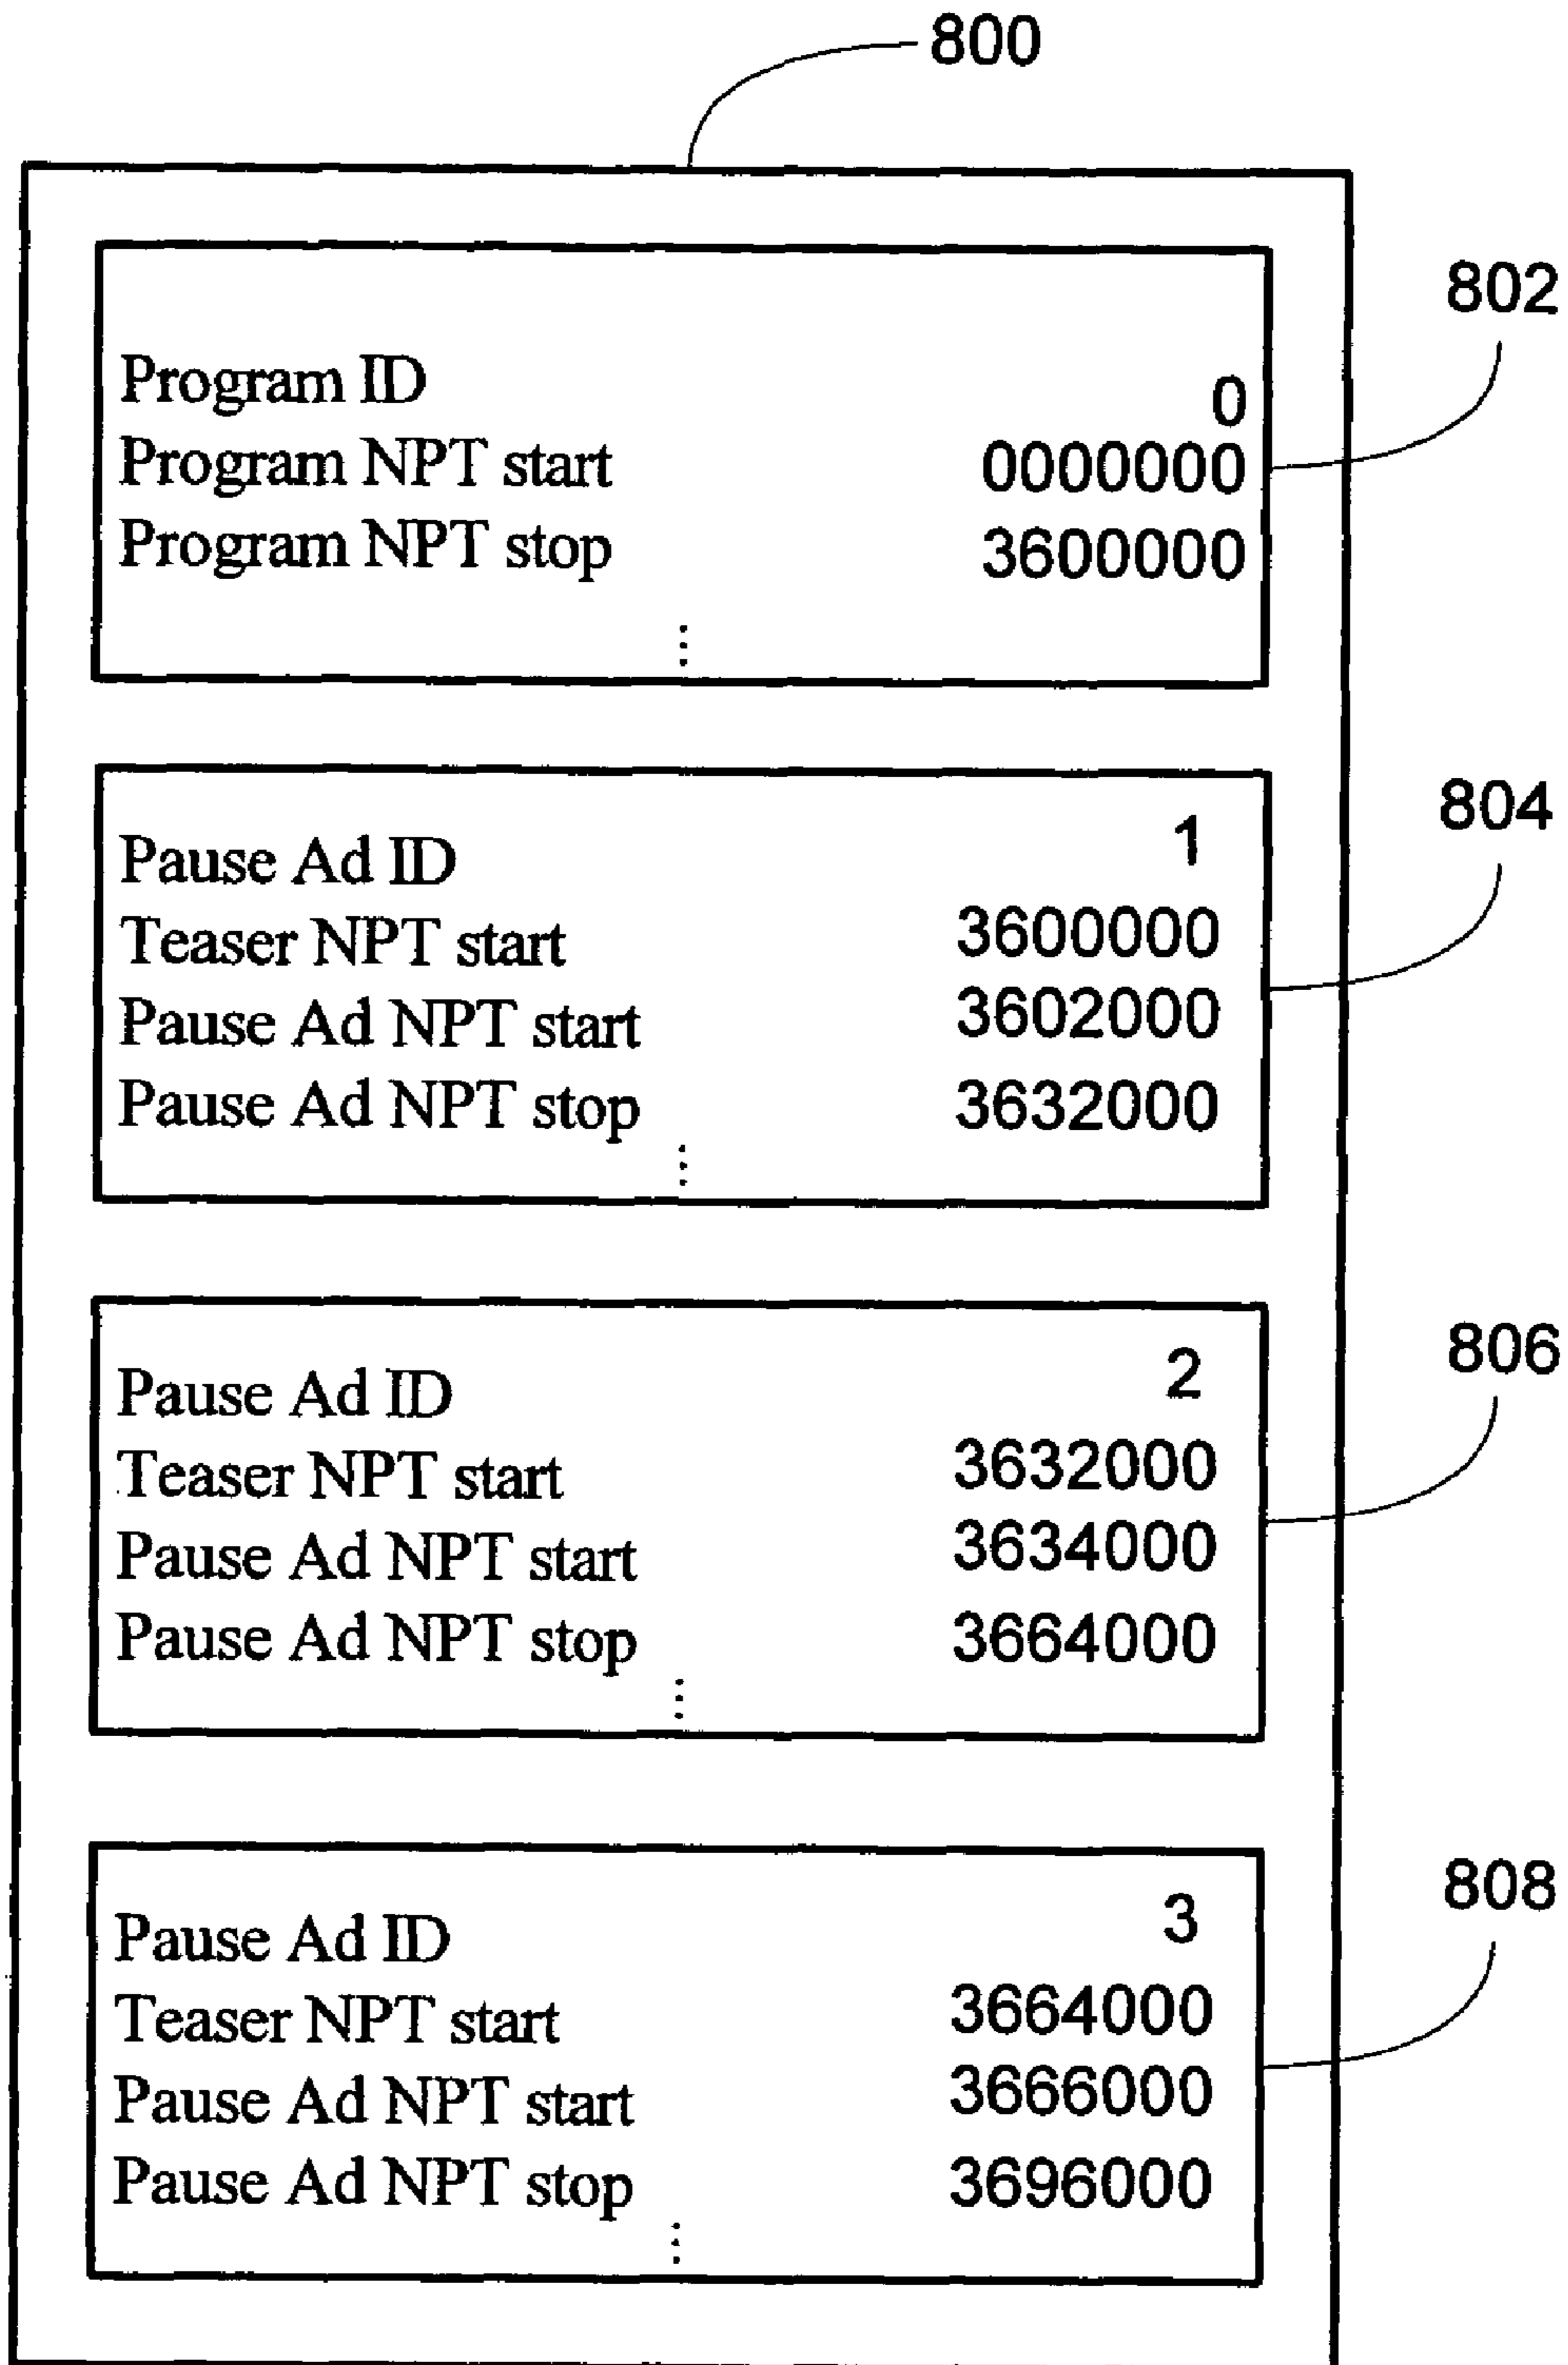 800
802
Program ID 0
Program NPT start 0000000
Program NPT stop 3600000
⋮
804
Pause Ad ID 1
Teaser NPT start 3600000
Pause Ad NPT start 3602000
Pause Ad NPT stop 3632000
⋮
806
Pause Ad ID 2
Teaser NPT start 3632000
Pause Ad NPT start 3634000
Pause Ad NPT stop 3664000
⋮
808
Pause Ad ID 3
Teaser NPT start 3664000
Pause Ad NPT start 3666000
Pause Ad NPT stop 3696000
⋮